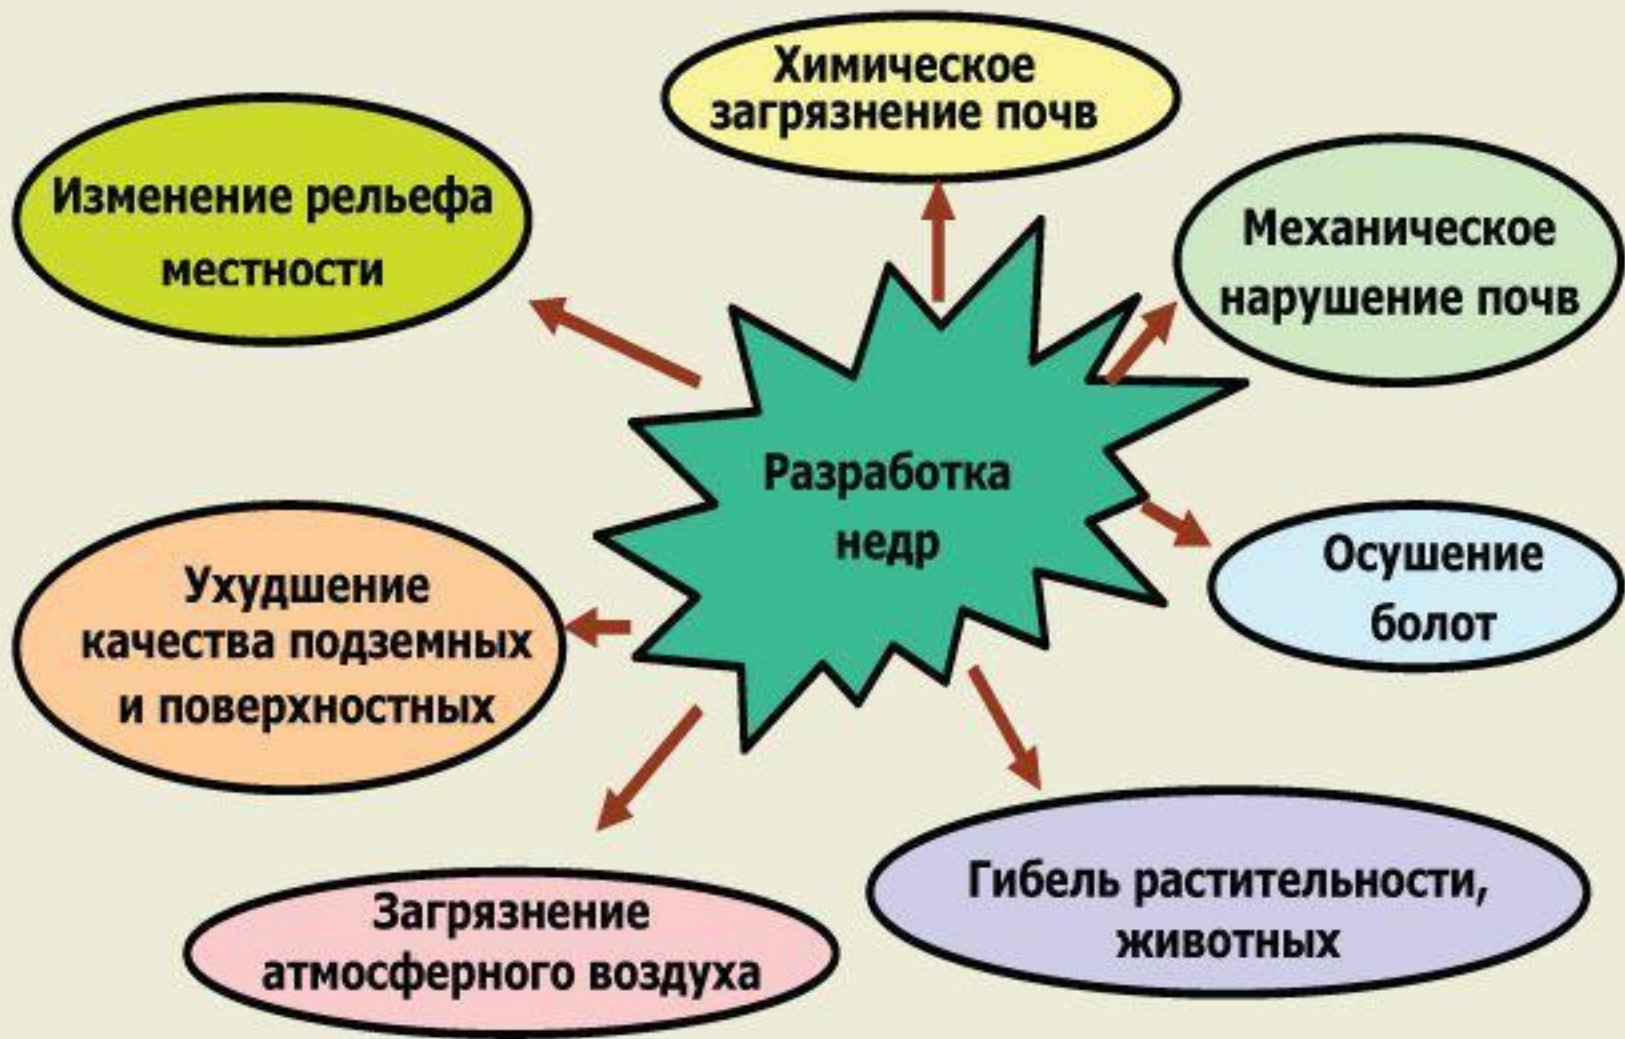 Химическое
загрязнение почв
Изменение рельефа
местности
Механическое
нарушение почв
Разработка
недр
Ухудшение
качества подземных
и поверхностных
Осушение
болот
Загрязнение
атмосферного воздуха
Гибель растительности,
животных